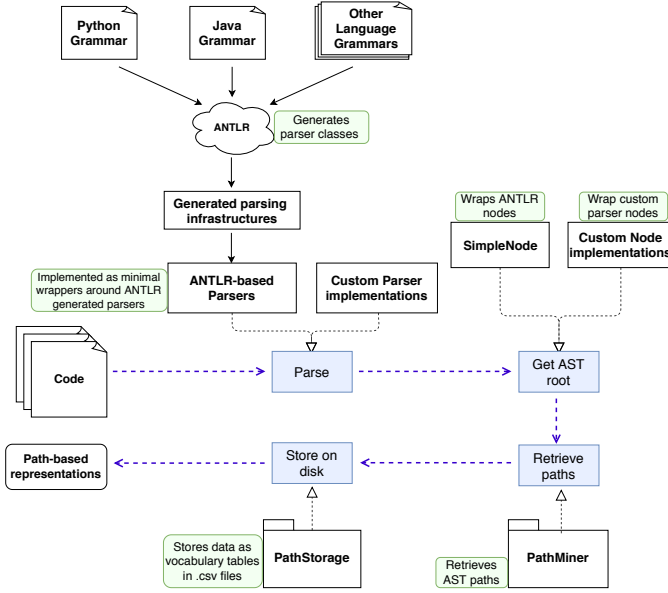 Python
Grammar
Java
Grammar
Other
Language
Grammars
ANTLR
Generates
parser classes
Generated parsing
infrastructures
Wraps ANTLR
nodes
Wrap custom
parser nodes
SimpleNode
Custom Node
implementations
Implemented as minimal
wrappers around ANTLR
generated parsers
ANTLR-based
Parsers
Custom Parser
implementations
Code
Parse
Get AST
root
Path-based
representations
Store on
disk
Retrieve
paths
Stores data as
vocabulary tables
in .csv files
PathStorage
Retrieves
AST paths
PathMiner